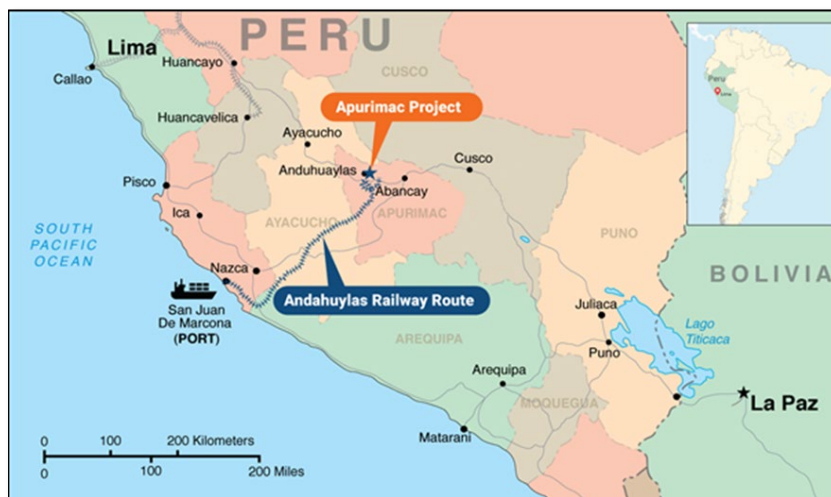 PERU
Lima
Callao
Huancayo
Huancavelica
CUSCO
Apurimac Project
Ayacucho
Anduhuaylas
Cusco
Abancay
Pisco
Ica
AYACUCHO
APURIMAC
SOUTH
PACIFIC
OCEAN
Nazca
San Juan
De Marcona
(PORT)
Andahuylas Railway Route
PUNO
BOLIVIA
Juliaca
Lago
Titicaca
Puno
AREQUIPA
Arequipa
MOQUEGUA
La Paz
Matarani
0 100 200 Kilometers
0 100 200 Miles
Peru
Lima